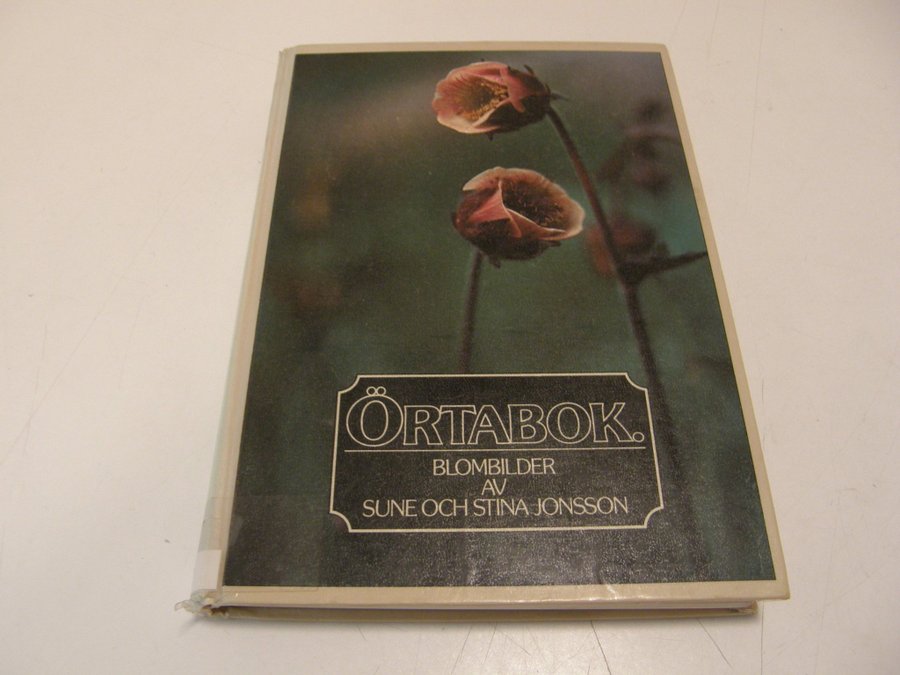 ÖRTABOK.
BLOMBILDER
AV
SUNE OCH STINA JONSSON